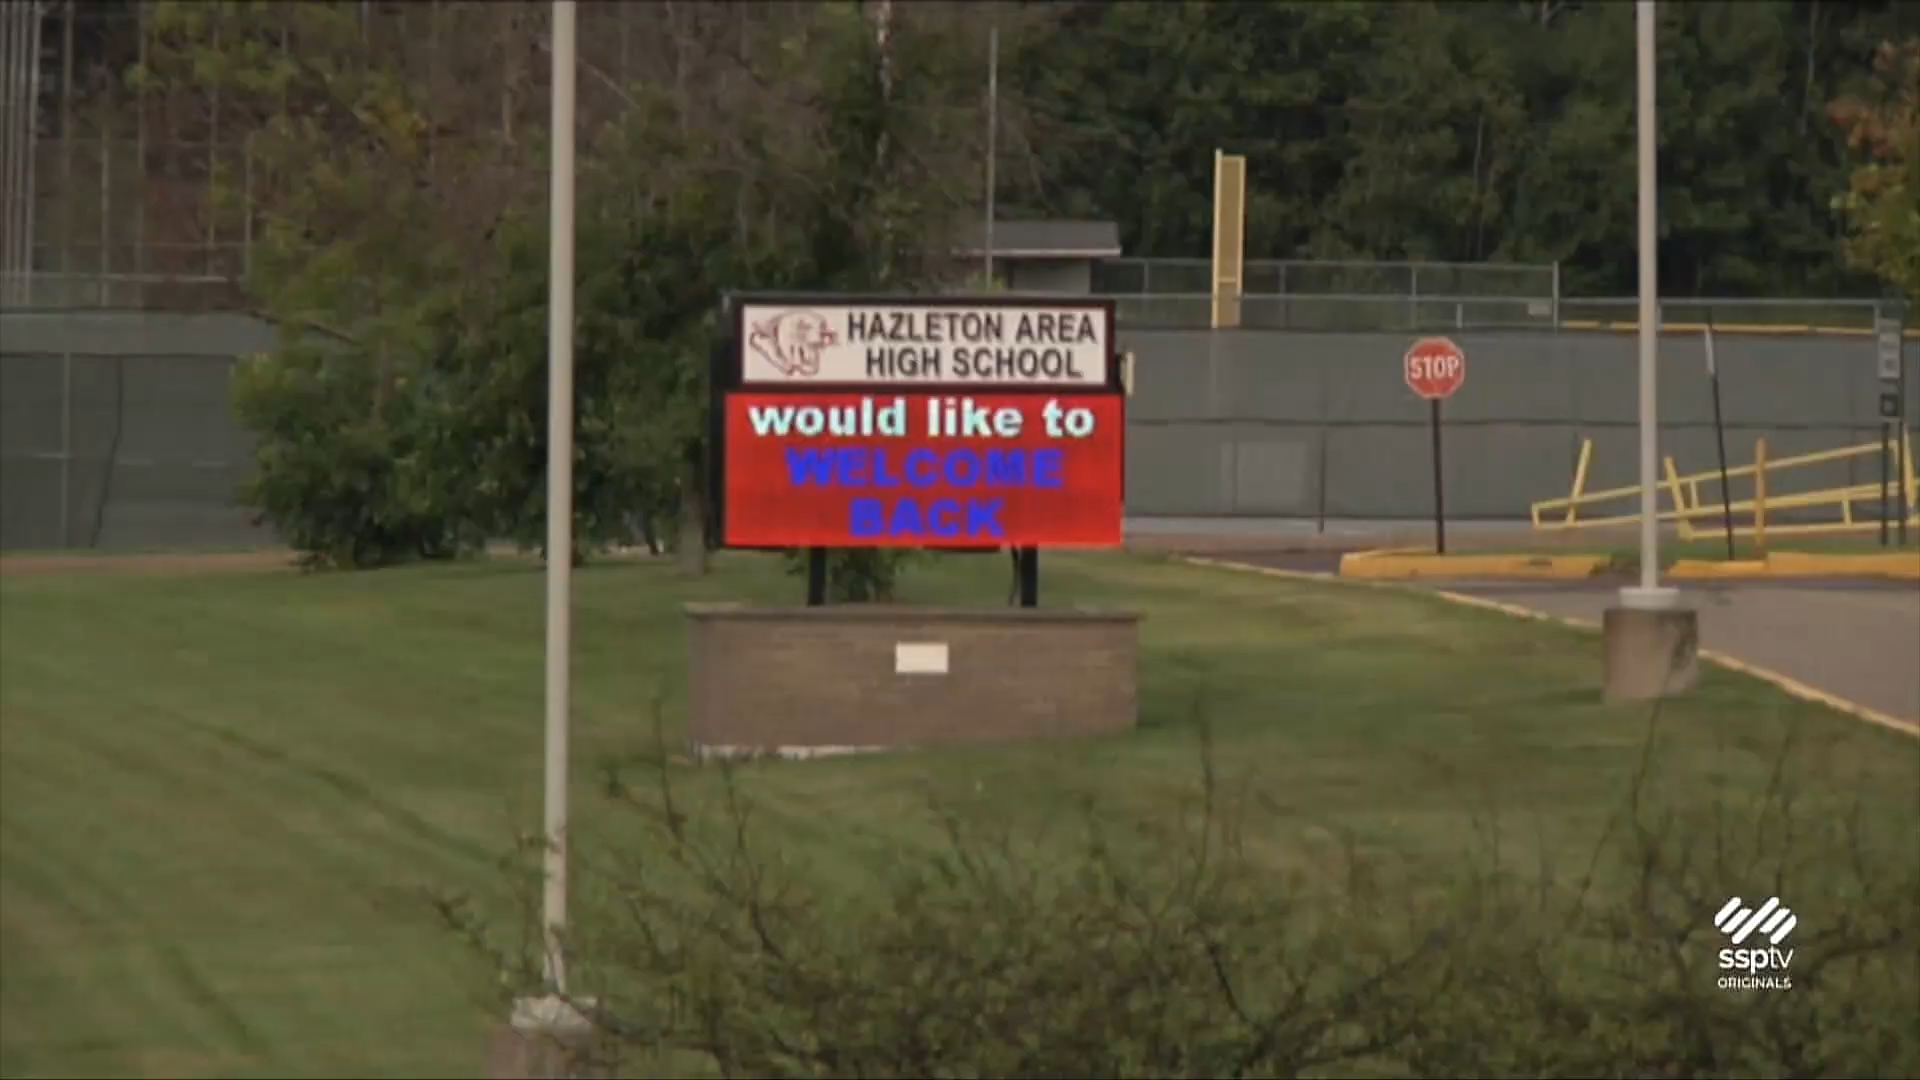 HAZLETON AREA
HIGH SCHOOL
would like to
WELCOME
BACK
STOP
ssptv
ORIGINALS